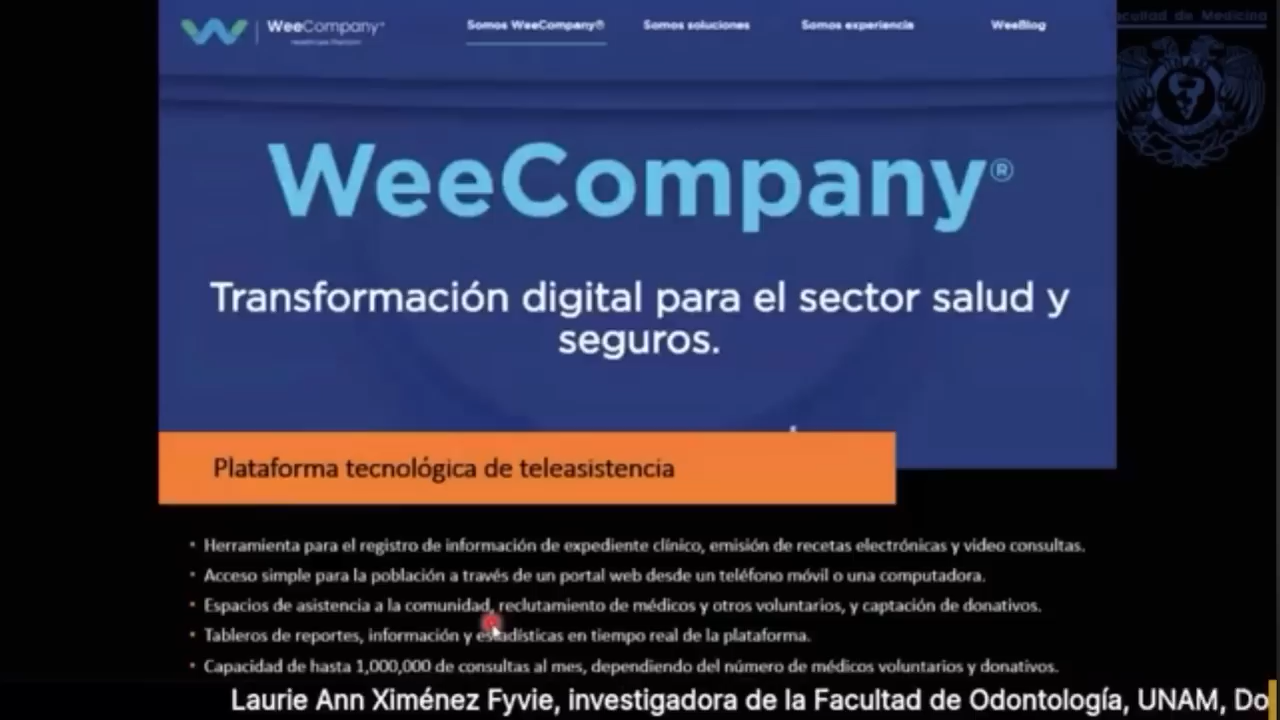 WeeCompany
Somos WeeCompany®
Somos soluciones
Somos experiencia
WeeBlog
Facultad de Medicina
WeeCompany®
Transformación digital para el sector salud y
seguros.
Plataforma tecnológica de teleasistencia
• Herramienta para el registro de información de expediente clínico, emisión de recetas electrónicas y video consultas.
• Acceso simple para la población a través de un portal web desde un teléfono móvil o una computadora.
• Espacios de asistencia a la comunidad, reclutamiento de médicos y otros voluntarios, y captación de donativos.
• Tableros de reportes, información y estadísticas en tiempo real de la plataforma.
• Capacidad de hasta 1,000,000 de consultas al mes, dependiendo del número de médicos voluntarios y donativos.
Laurie Ann Ximénez Fyvie, investigadora de la Facultad de Odontología, UNAM, Do